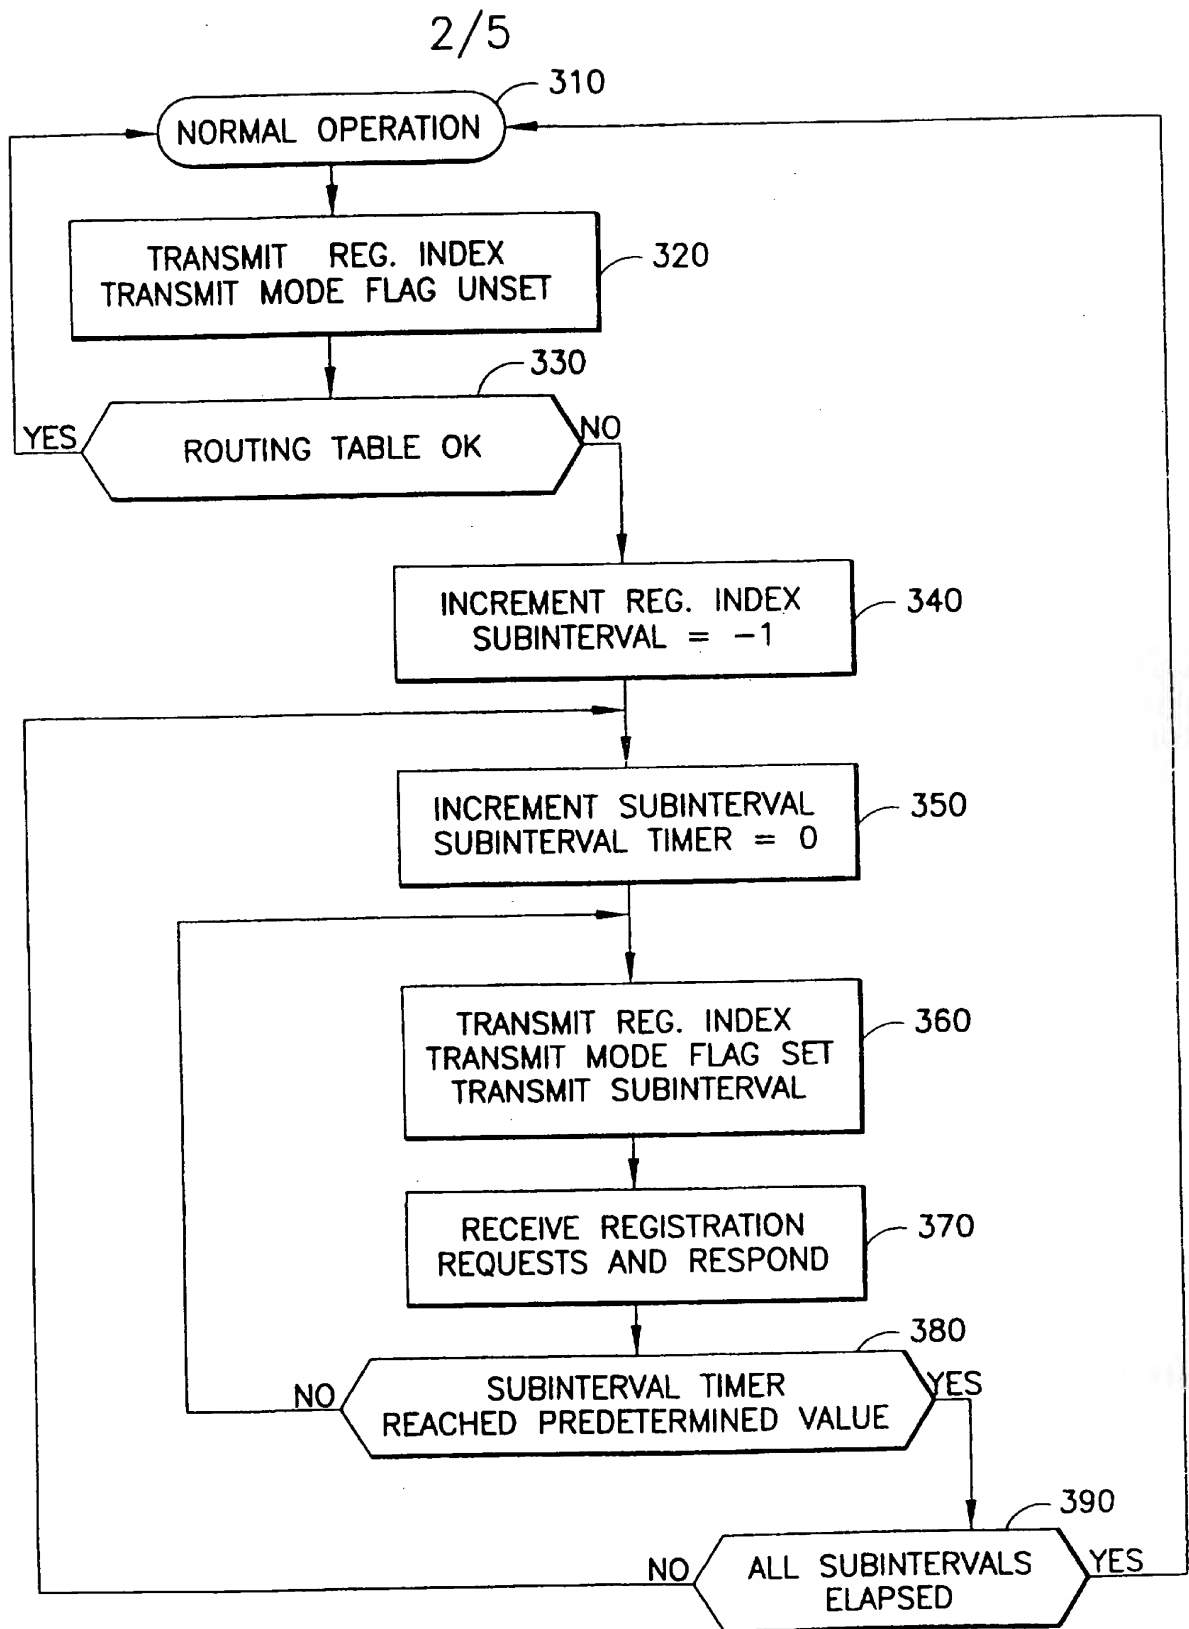 2/5
310
NORMAL OPERATION
TRANSMIT REG. INDEX
TRANSMIT MODE FLAG UNSET
320
330
YES
ROUTING TABLE OK
NO
INCREMENT REG. INDEX
SUBINTERVAL = -1
340
INCREMENT SUBINTERVAL
SUBINTERVAL TIMER = 0
350
TRANSMIT REG. INDEX
TRANSMIT MODE FLAG SET
TRANSMIT SUBINTERVAL
360
RECEIVE REGISTRATION
REQUESTS AND RESPOND
370
380
NO
SUBINTERVAL TIMER
REACHED PREDETERMINED VALUE
YES
390
NO
ALL SUBINTERVALS
ELAPSED
YES